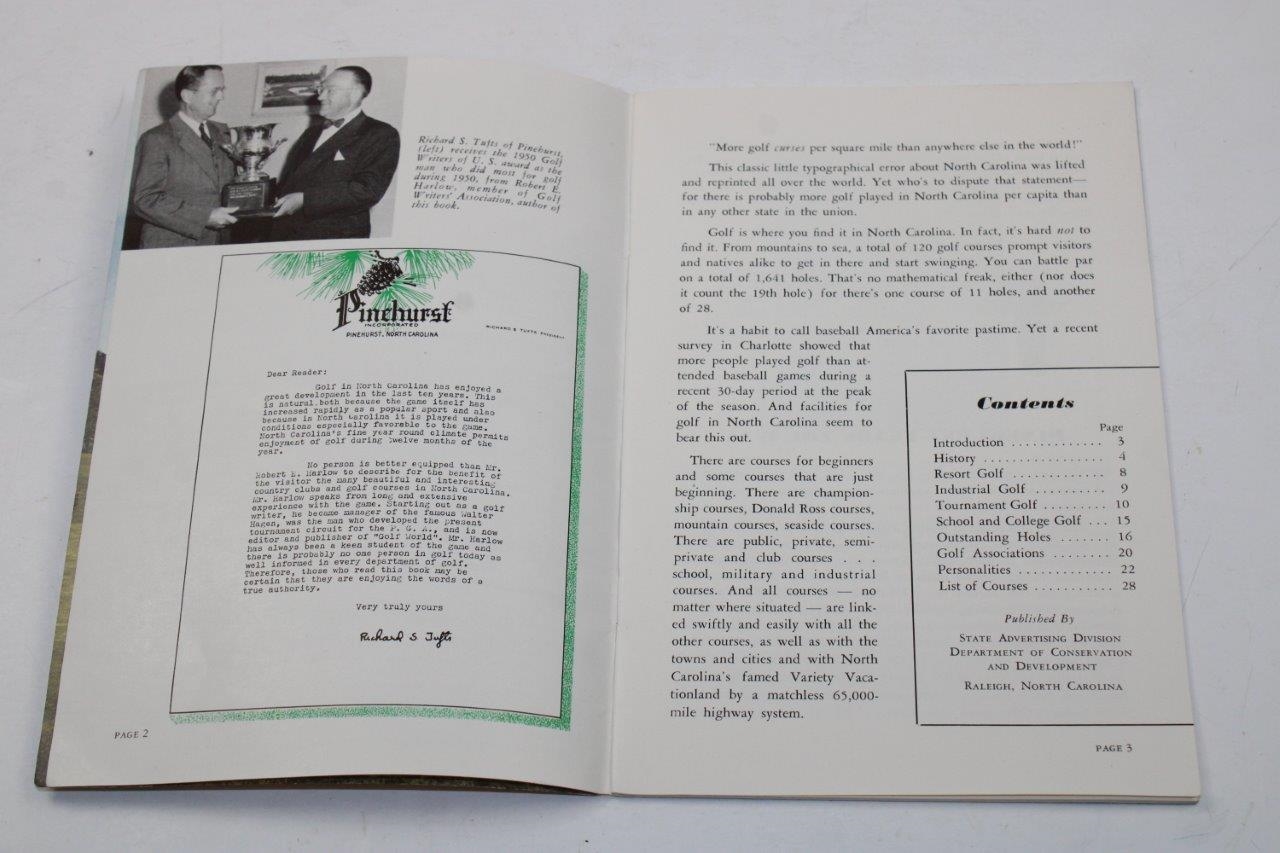 Richard S. Tufts of Pinehurst,
(left) receives the 1950 Golf
Writers of U. S. award as the
man who did most for golf
during 1950, from Robert E.
Harlow, member of Golf
Writers' Association, author of
this book.
Pinehurst
INCORPORATED
PINEHURST, NORTH CAROLINA
RICHARD S. TUFTS, PRESIDENT
Dear Reader:
Golf in North Carolina has enjoyed a
great development in the last ten years. This
is natural both because the game itself has
increased rapidly as a popular sport and also
because in North Carolina it is played under
conditions especially favorable to the game.
North Carolina's fine year round climate permits
enjoyment of golf during twelve months of the
year.
No person is better equipped than Mr.
Robert E. Harlow to describe for the benefit of
the visitor the many beautiful and interesting
country clubs and golf courses in North Carolina.
Mr. Harlow speaks from long and extensive
experience with the game. Starting out as a golf
writer, he became manager of the famous Walter
Hagen, was the man who developed the present
tournament circuit for the P. G. A., and is now
editor and publisher of "Golf World". Mr. Harlow
has always been a keen student of the game and
there is probably no one person in golf today as
well informed in every department of golf.
Therefore, those who read this book may be
certain that they are enjoying the words of a
true authority.
Very truly yours
Richard S Tufts
PAGE 2
"More golf curses per square mile than anywhere else in the world!"
This classic little typographical error about North Carolina was lifted
and reprinted all over the world. Yet who's to dispute that statement—
for there is probably more golf played in North Carolina per capita than
in any other state in the union.
Golf is where you find it in North Carolina. In fact, it's hard not to
find it. From mountains to sea, a total of 120 golf courses prompt visitors
and natives alike to get in there and start swinging. You can battle par
on a total of 1,641 holes. That's no mathematical freak, either (nor does
it count the 19th hole) for there's one course of 11 holes, and another
of 28.
It's a habit to call baseball America's favorite pastime. Yet a recent
survey in Charlotte showed that
more people played golf than at-
tended baseball games during a
recent 30-day period at the peak
of the season. And facilities for
golf in North Carolina seem to
bear this out.
There are courses for beginners
and some courses that are just
beginning. There are champion-
ship courses, Donald Ross courses,
mountain courses, seaside courses.
There are public, private, semi-
private and club courses . . .
school, military and industrial
courses. And all courses — no
matter where situated — are link-
ed swiftly and easily with all the
other courses, as well as with the
towns and cities and with North
Carolina's famed Variety Vaca-
tionland by a matchless 65,000-
mile highway system.
Contents
Page
Introduction . . . . . . . . . . . . . 3
History . . . . . . . . . . . . . . . . . 4
Resort Golf . . . . . . . . . . . . . 8
Industrial Golf . . . . . . . . . . 9
Tournament Golf . . . . . . . . . 10
School and College Golf . . . 15
Outstanding Holes . . . . . . . 16
Golf Associations . . . . . . . . 20
Personalities . . . . . . . . . . . . . 22
List of Courses . . . . . . . . . . . 28
Published By
STATE ADVERTISING DIVISION
DEPARTMENT OF CONSERVATION
AND DEVELOPMENT
RALEIGH, NORTH CAROLINA
PAGE 3